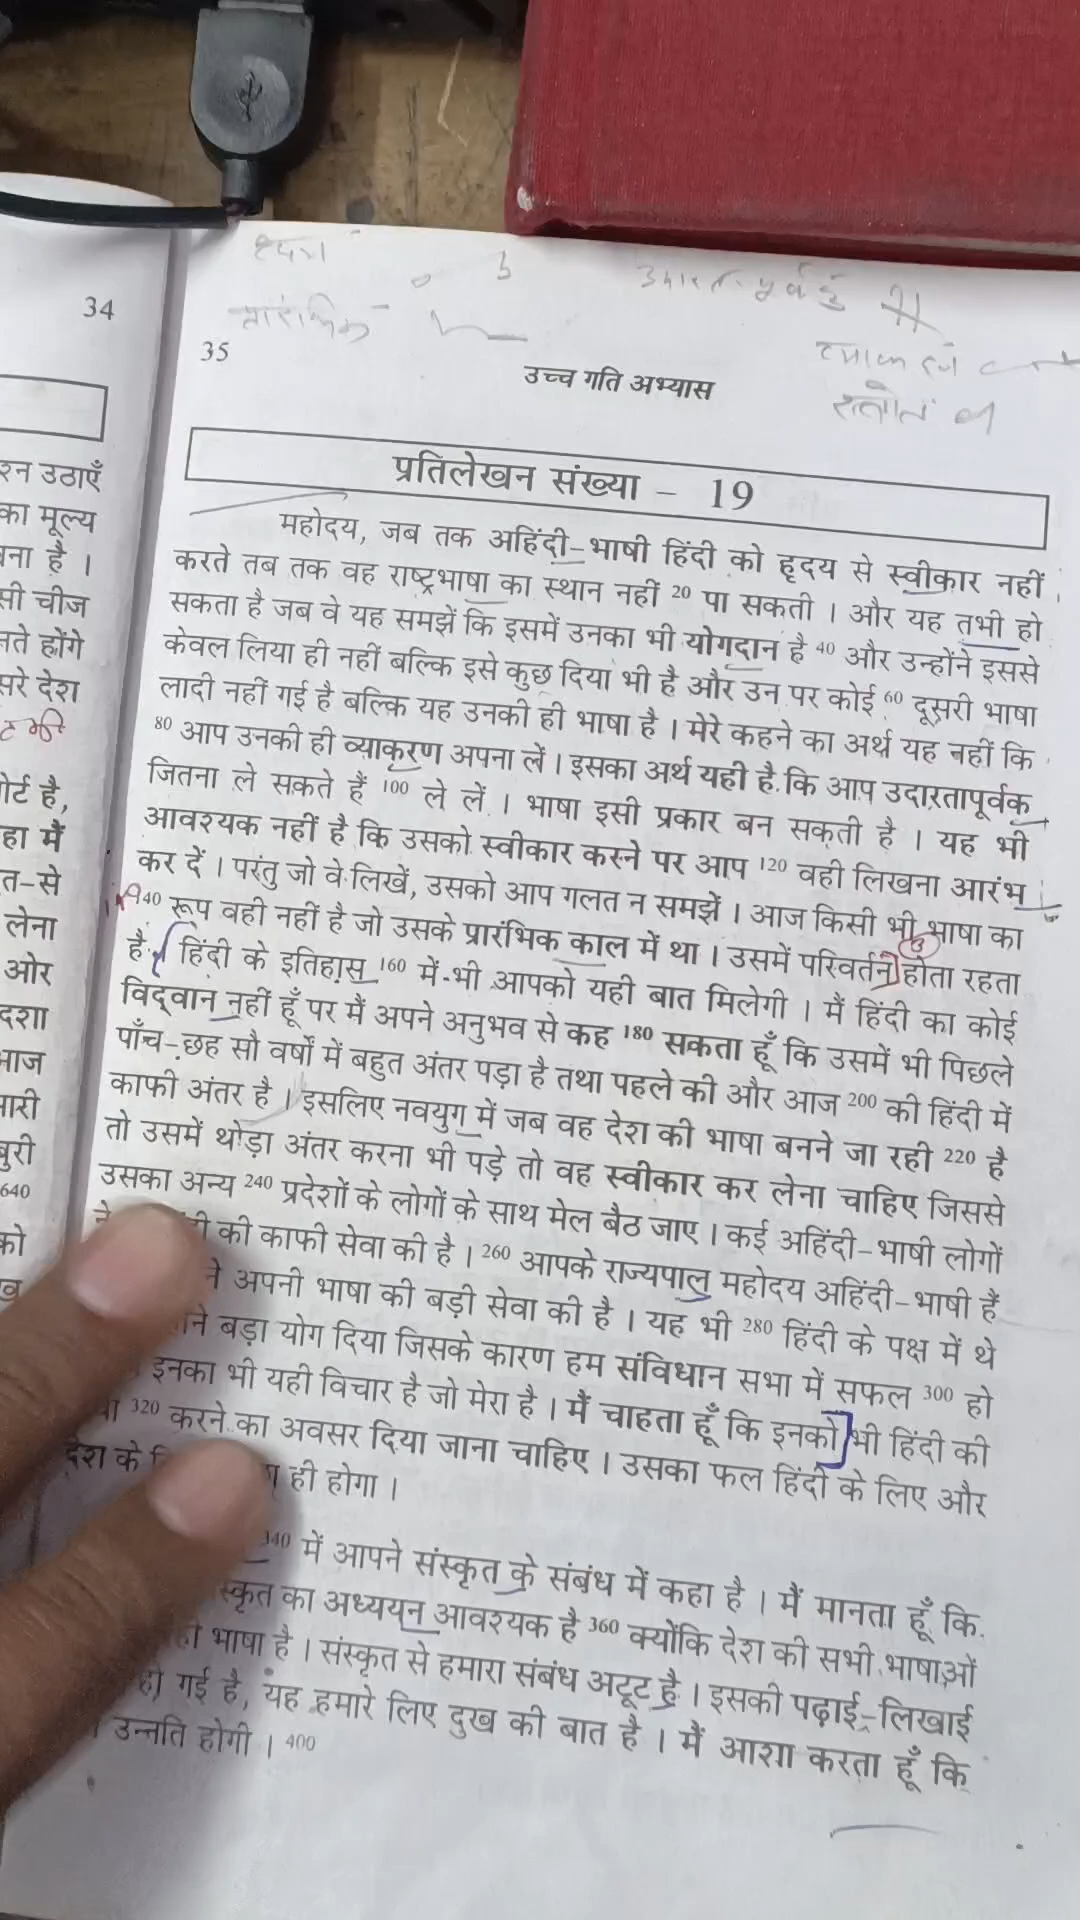 34
रन उठाएँ
का मूल्य
ना है ।
सी चीज
नते होंगे
सरे देश
ोर्ट है,
हा मैं
त-से
लेना
ओर
दशा
आज
बुरी
640
को
35
उच्च गति अभ्यास
प्रतिलेखन संख्या – 19
महोदय, जब तक अहिंदी-भाषी हिंदी को हृदय से स्वीकार नहीं
करते तब तक वह राष्ट्रभाषा का स्थान नहीं 20 पा सकती । और यह तभी हो
सकता है जब वे यह समझें कि इसमें उनका भी योगदान है 40 और उन्होंने इससे
केवल लिया ही नहीं बल्कि इसे कुछ दिया भी है और उन पर कोई 60 दूसरी भाषा
लादी नहीं गई है बल्कि यह उनकी ही भाषा है । मेरे कहने का अर्थ यह नहीं कि
80 आप उनकी ही व्याकरण अपना लें । इसका अर्थ यही है कि आप उदारतापूर्वक
जितना ले सकते हैं 100 ले लें । भाषा इसी प्रकार बन सकती है । यह भी
आवश्यक नहीं है कि उसको स्वीकार करने पर आप 120 वही लिखना आरंभ
कर दें । परंतु जो वे लिखें, उसको आप गलत न समझें । आज किसी भी भाषा का
140 रूप वही नहीं है जो उसके प्रारंभिक काल में था । उसमें परिवर्तन होता रहता
है । हिंदी के इतिहास 160 में भी आपको यही बात मिलेगी । मैं हिंदी का कोई
विद्वान नहीं हूँ पर मैं अपने अनुभव से कह 180 सकता हूँ कि उसमें भी पिछले
पाँच-छह सौ वर्षों में बहुत अंतर पड़ा है तथा पहले की और आज 200 की हिंदी में
काफी अंतर है । इसलिए नवयुग में जब वह देश की भाषा बनने जा रही 220 है
तो उसमें थोड़ा अंतर करना भी पड़े तो वह स्वीकार कर लेना चाहिए जिससे
उसका अन्य 240 प्रदेशों के लोगों के साथ मेल बैठ जाए । कई अहिंदी-भाषी लोगों
की काफी सेवा की है । 260 आपके राज्यपाल महोदय अहिंदी-भाषी हैं
अपनी भाषा की बड़ी सेवा की है । यह भी 280 हिंदी के पक्ष में थे
बड़ा योग दिया जिसके कारण हम संविधान सभा में सफल 300 हो
इनका भी यही विचार है जो मेरा है । मैं चाहता हूँ कि इनको भी हिंदी की
320 करने का अवसर दिया जाना चाहिए । उसका फल हिंदी के लिए और
देश के ही होगा ।
340 में आपने संस्कृत के संबंध में कहा है । मैं मानता हूँ कि
का अध्ययन आवश्यक है 360 क्योंकि देश की सभी भाषाओं
भाषा है । संस्कृत से हमारा संबंध अटूट है । इसकी पढ़ाई-लिखाई
हो गई है, यह हमारे लिए दुख की बात है । मैं आशा करता हूँ कि
उन्नति होगी । 400